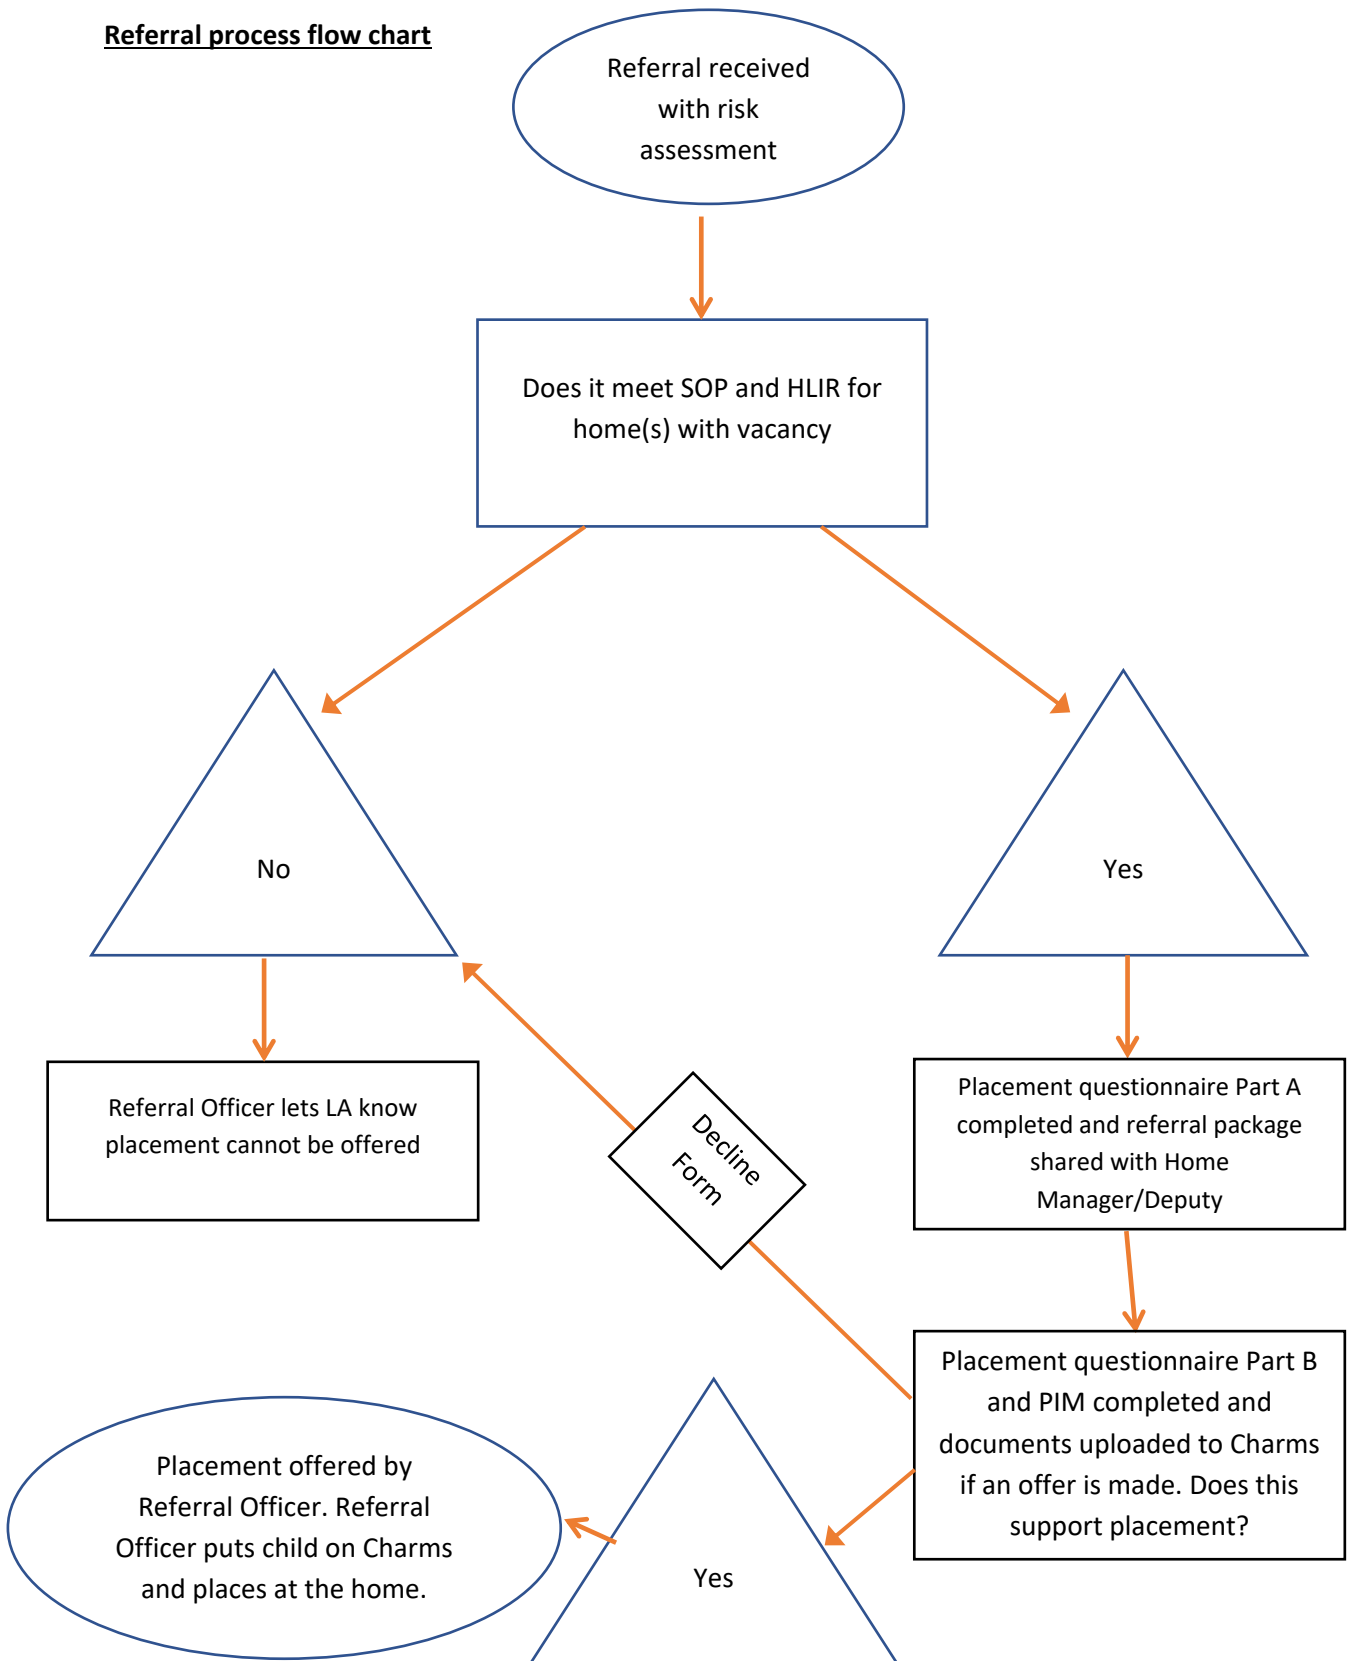 Referral process flow chart
Referral received
with risk
assessment
Does it meet SOP and HLIR for
home(s) with vacancy
No
Yes
Referral Officer lets LA know
placement cannot be offered
Decline
Form
Placement questionnaire Part A
completed and referral package
shared with Home
Manager/Deputy
Placement questionnaire Part B
and PIM completed and
documents uploaded to Charms
if an offer is made. Does this
support placement?
Yes
Placement offered by
Referral Officer. Referral
Officer puts child on Charms
and places at the home.